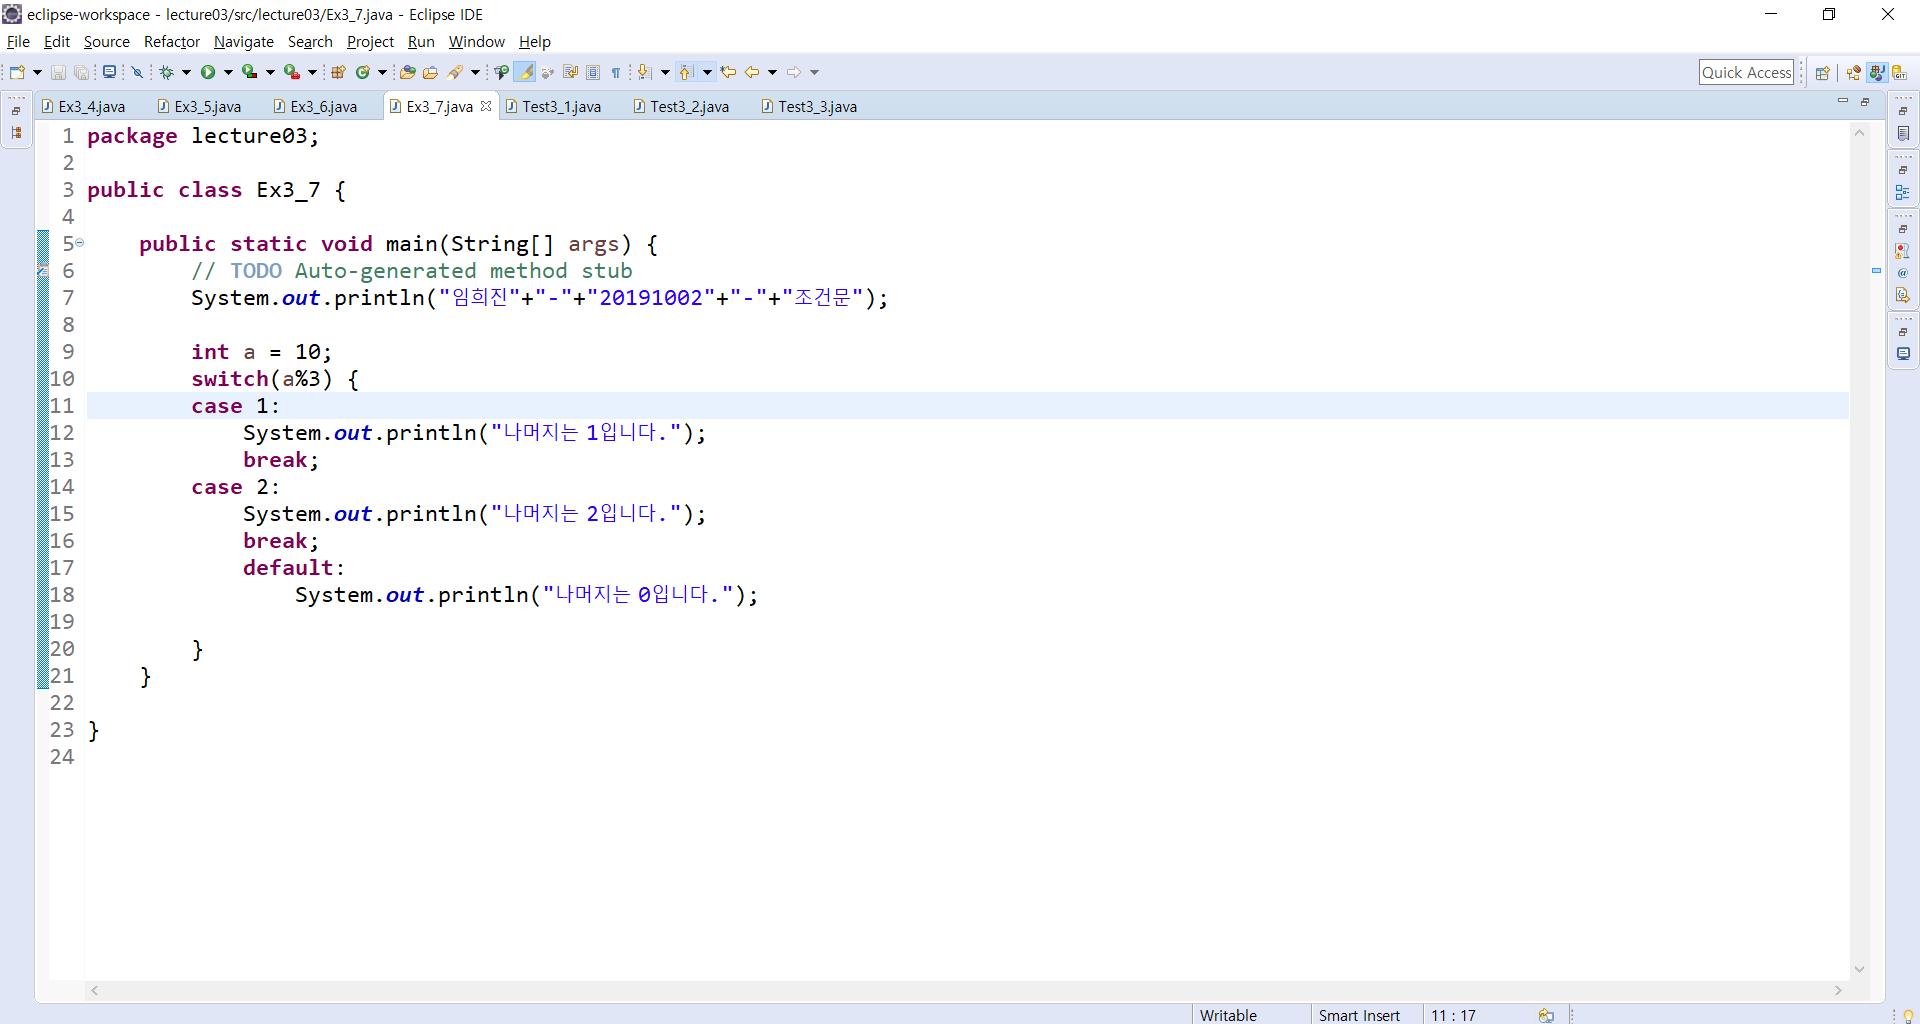 eclipse-workspace - lecture03/src/lecture03/Ex3_7.java - Eclipse IDE
File Edit Source Refactor Navigate Search Project Run Window Help
Quick Access
Ex3_4.java Ex3_5.java Ex3_6.java Ex3_7.java Test3_1.java Test3_2.java Test3_3.java
1 package lecture03;
2
3 public class Ex3_7 {
4
5 public static void main(String[] args) {
6 // TODO Auto-generated method stub
7 System.out.println("임희진"+"-"+"20191002"+"-"+"조건문");
8
9 int a = 10;
10 switch(a%3) {
11 case 1:
12 System.out.println("나머지는 1입니다.");
13 break;
14 case 2:
15 System.out.println("나머지는 2입니다.");
16 break;
17 default:
18 System.out.println("나머지는 0입니다.");
19
20 }
21 }
22
23 }
24
Writable Smart Insert 11 : 17